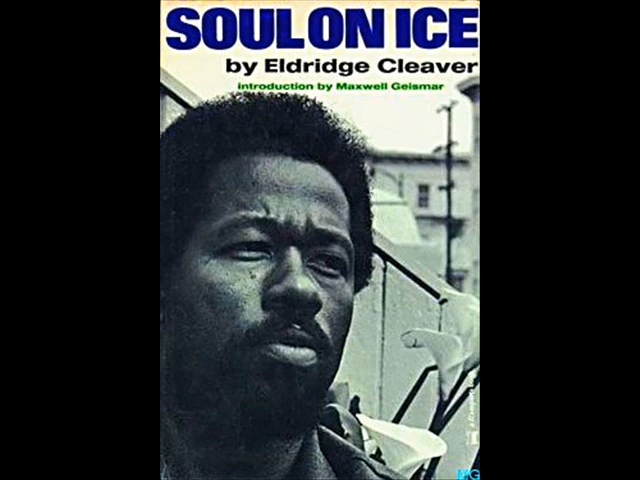 SOUL ON ICE
by Eldridge Cleaver
introduction by Maxwell Geismar